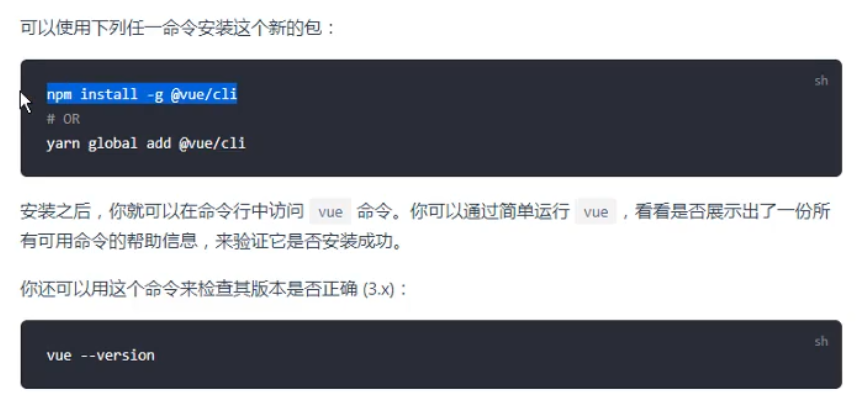 可以使用下列任一命令安装这个新的包：
sh
npm install -g @vue/cli
# OR
yarn global add @vue/cli
安装之后，你就可以在命令行中访问 vue 命令。你可以通过简单运行 vue，看看是否展示出了一份所
有可用命令的帮助信息，来验证它是否安装成功。
你还可以用这个命令来检查其版本是否正确 (3.x)：
sh
vue --version